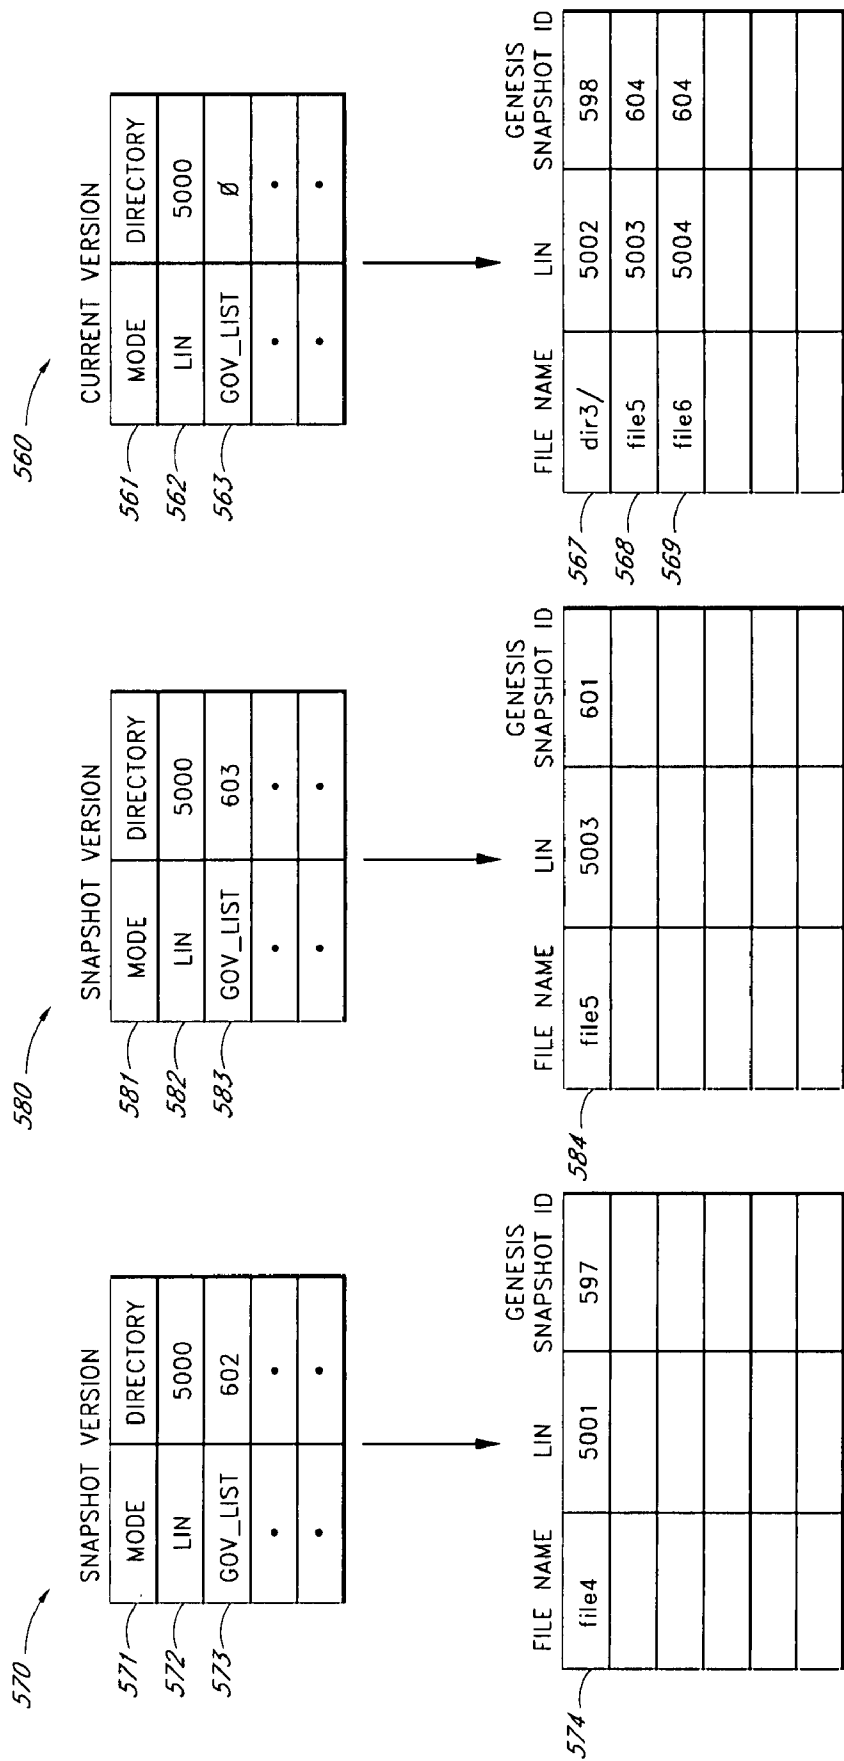 570
SNAPSHOT VERSION
571 MODE DIRECTORY
572 LIN 5000
573 GOV_LIST 602
• •
• •
FILE NAME LIN GENESIS SNAPSHOT ID
574 file4 5001 597
580
SNAPSHOT VERSION
581 MODE DIRECTORY
582 LIN 5000
583 GOV_LIST 603
• •
• •
FILE NAME LIN GENESIS SNAPSHOT ID
584 file5 5003 601
560
CURRENT VERSION
561 MODE DIRECTORY
562 LIN 5000
563 GOV_LIST Ø
• •
• •
FILE NAME LIN GENESIS SNAPSHOT ID
567 dir3/ 5002 598
568 file5 5003 604
569 file6 5004 604